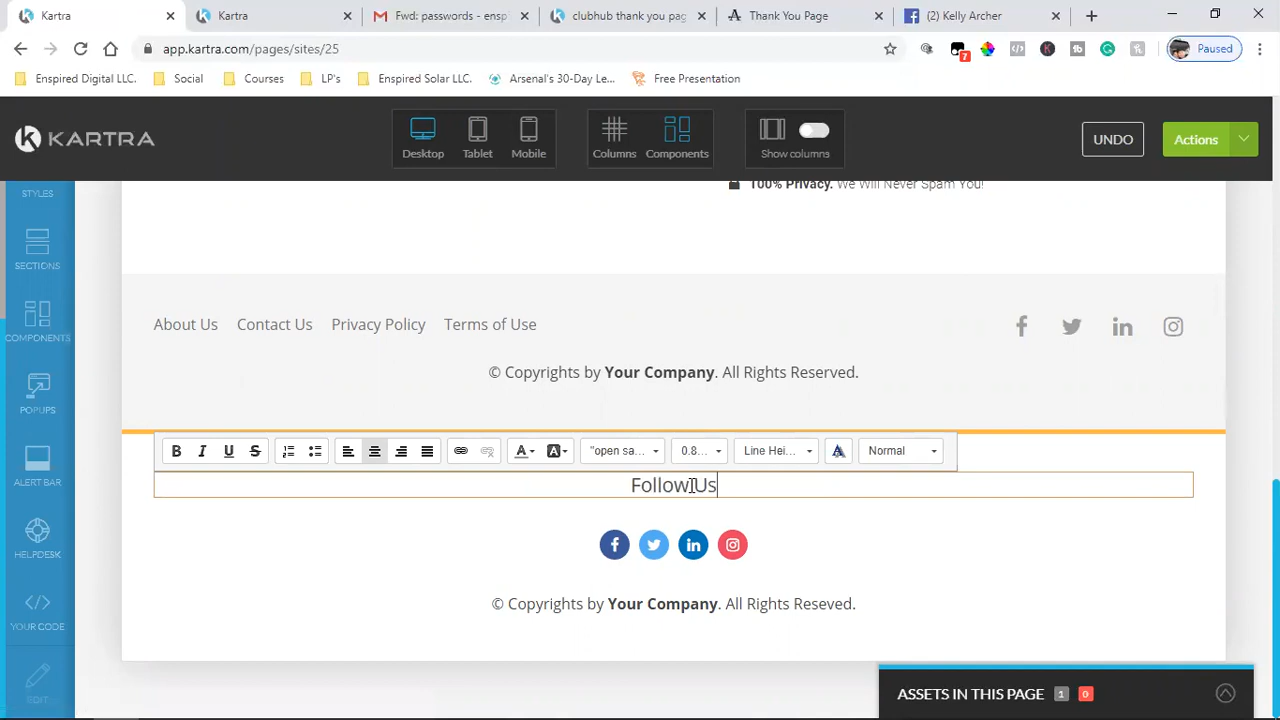 Kartra
Kartra
Fwd: passwords - ensp
clubhub thank you pag
Thank You Page
(2) Kelly Archer
app.kartra.com/pages/sites/25
7
Paused
Enspired Digital LLC.
Social
Courses
LP's
Enspired Solar LLC.
Arsenal's 30-Day Le...
Free Presentation
KARTRA
Desktop
Tablet
Mobile
Columns
Components
Show columns
UNDO
Actions
STYLES
SECTIONS
COMPONENTS
POPUPS
ALERT BAR
HELPDESK
YOUR CODE
EDIT
100% Privacy. We Will Never Spam You!
About Us
Contact Us
Privacy Policy
Terms of Use
© Copyrights by Your Company. All Rights Reserved.
B I U S
A
A
"open sa...
0.8...
Line Hei...
A
Normal
Follow Us
© Copyrights by Your Company. All Rights Reseved.
ASSETS IN THIS PAGE 1 0